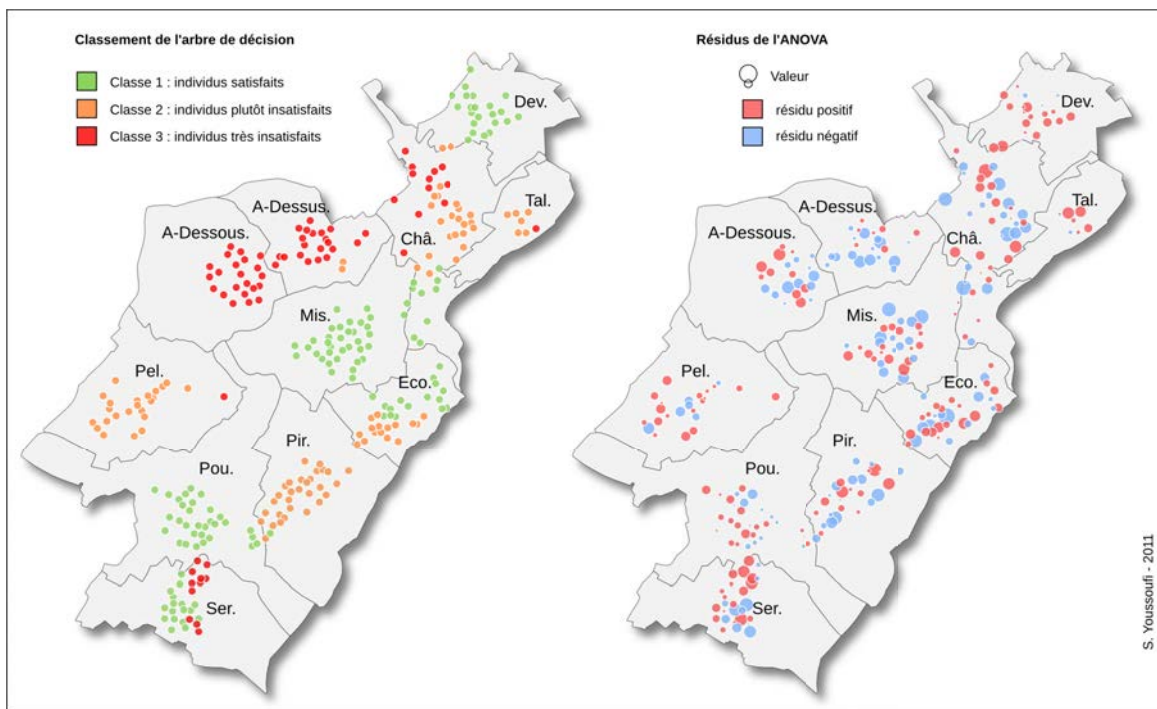 Classement de l'arbre de décision
Classe 1 : individus satisfaits
Classe 2 : individus plutôt insatisfaits
Classe 3 : individus très insatisfaits
Dev.
Tal.
A-Dessus.
A-Dessous.
Châ.
Mis.
Pel.
Eco.
Pir.
Pou.
Ser.
Résidus de l'ANOVA
Valeur
résidu positif
résidu négatif
Dev.
Tal.
A-Dessus.
A-Dessous.
Châ.
Mis.
Pel.
Eco.
Pir.
Pou.
Ser.
S. Youssoufi - 2011